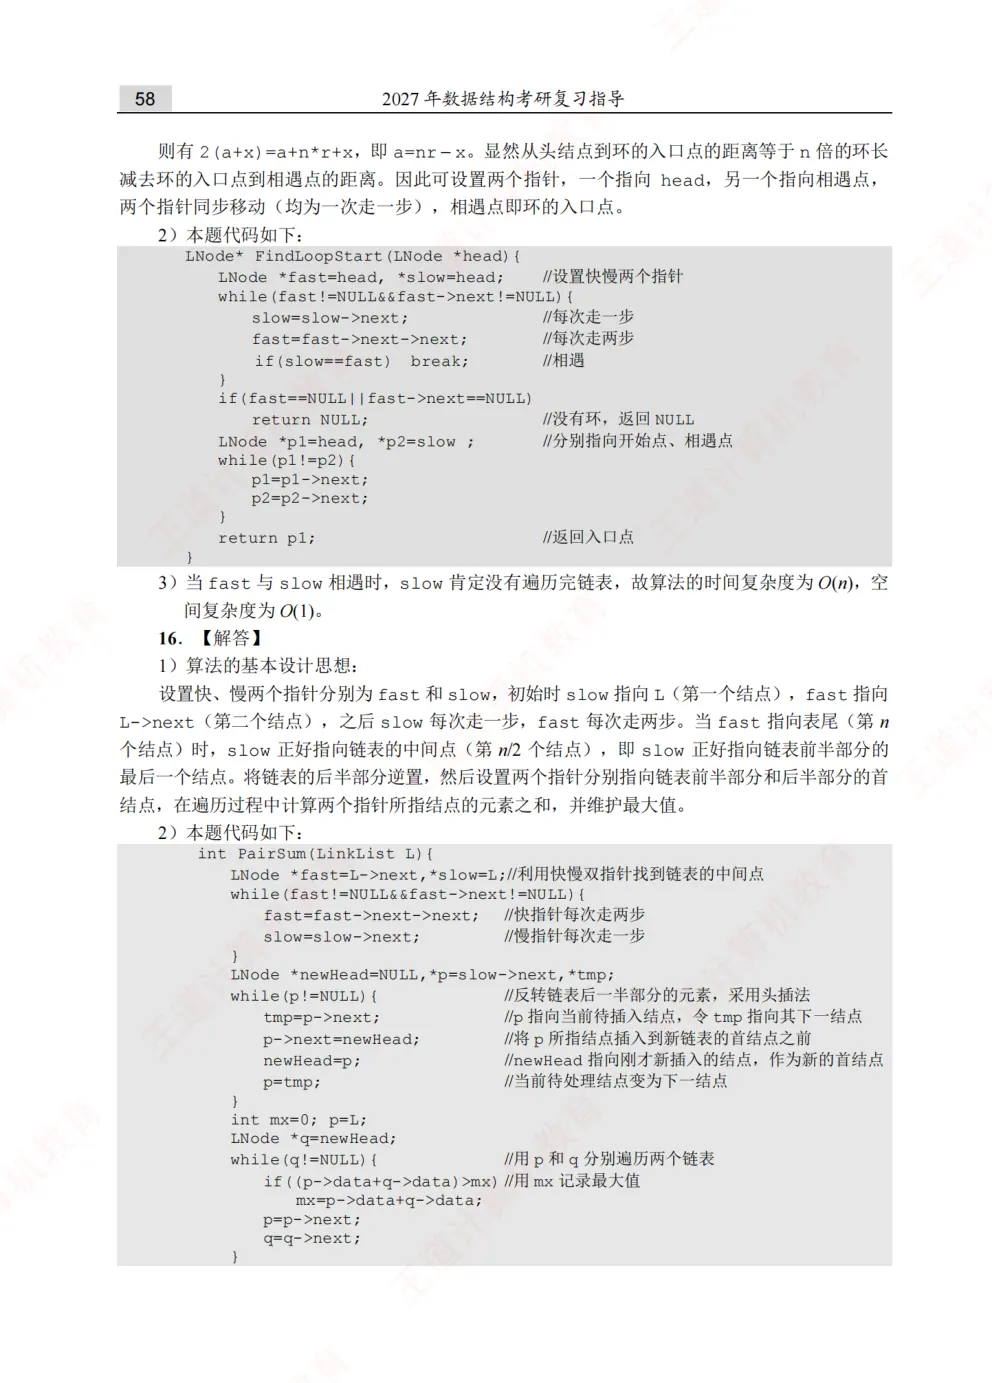 58
2027 年数据结构考研复习指导
则有 2(a+x)=a+n*r+x，即 a=nr－x。显然从头结点到环的入口点的距离等于 n 倍的环长
减去环的入口点到相遇点的距离。因此可设置两个指针，一个指向 head，另一个指向相遇点，
两个指针同步移动（均为一次走一步），相遇点即环的入口点。
2）本题代码如下：
LNode* FindLoopStart(LNode *head){
LNode *fast=head, *slow=head; //设置快慢两个指针
while(fast!=NULL&&fast->next!=NULL){
slow=slow->next; //每次走一步
fast=fast->next->next; //每次走两步
if(slow==fast) break; //相遇
}
if(fast==NULL||fast->next==NULL)
return NULL; //没有环，返回 NULL
LNode *p1=head, *p2=slow ; //分别指向开始点、相遇点
while(p1!=p2){
p1=p1->next;
p2=p2->next;
}
return p1; //返回入口点
}
3）当 fast 与 slow 相遇时，slow 肯定没有遍历完链表，故算法的时间复杂度为 O(n)，空
间复杂度为 O(1)。
16．【解答】
1）算法的基本设计思想：
设置快、慢两个指针分别为 fast 和 slow，初始时 slow 指向 L（第一个结点），fast 指向
L->next（第二个结点），之后 slow 每次走一步，fast 每次走两步。当 fast 指向表尾（第 n
个结点）时，slow 正好指向链表的中间点（第 n/2 个结点），即 slow 正好指向链表前半部分的
最后一个结点。将链表的后半部分逆置，然后设置两个指针分别指向链表前半部分和后半部分的首
结点，在遍历过程中计算两个指针所指结点的元素之和，并维护最大值。
2）本题代码如下：
int PairSum(LinkList L){
LNode *fast=L->next,*slow=L;//利用快慢双指针找到链表的中间点
while(fast!=NULL&&fast->next!=NULL){
fast=fast->next->next; //快指针每次走两步
slow=slow->next; //慢指针每次走一步
}
LNode *newHead=NULL,*p=slow->next,*tmp;
while(p!=NULL){ //反转链表后一半部分的元素，采用头插法
tmp=p->next; //p 指向当前待插入结点，令 tmp 指向其下一结点
p->next=newHead; //将 p 所指结点插入到新链表的首结点之前
newHead=p; //newHead 指向刚才新插入的结点，作为新的首结点
p=tmp; //当前待处理结点变为下一结点
}
int mx=0; p=L;
LNode *q=newHead;
while(q!=NULL){ //用 p 和 q 分别遍历两个链表
if((p->data+q->data)>mx) //用 mx 记录最大值
mx=p->data+q->data;
p=p->next;
q=q->next;
}